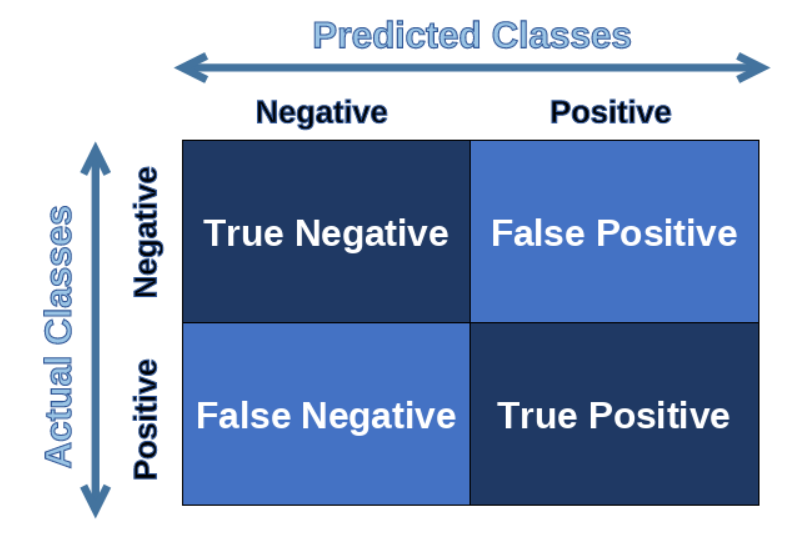 Predicted Classes
Negative
Positive
Actual Classes
Negative
True Negative
False Positive
Positive
False Negative
True Positive